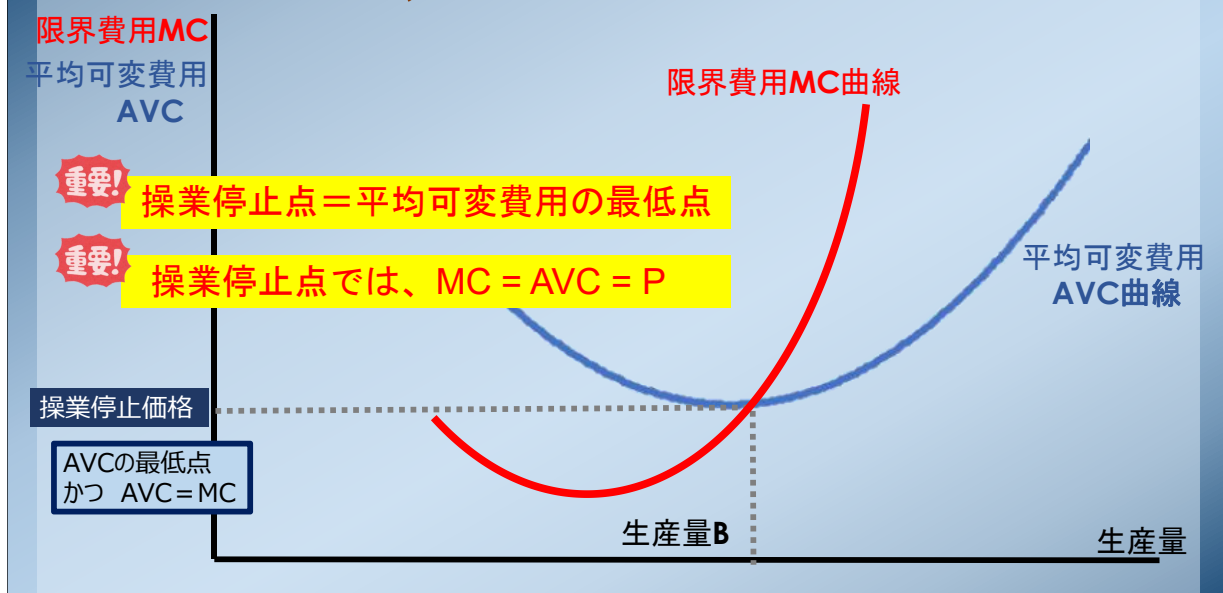 限界費用MC
平均可変費用
AVC
限界費用MC曲線
重要!
操業停止点＝平均可変費用の最低点
重要!
操業停止点では、MC = AVC = P
平均可変費用
AVC曲線
操業停止価格
AVCの最低点
かつ AVC＝MC
生産量B
生産量